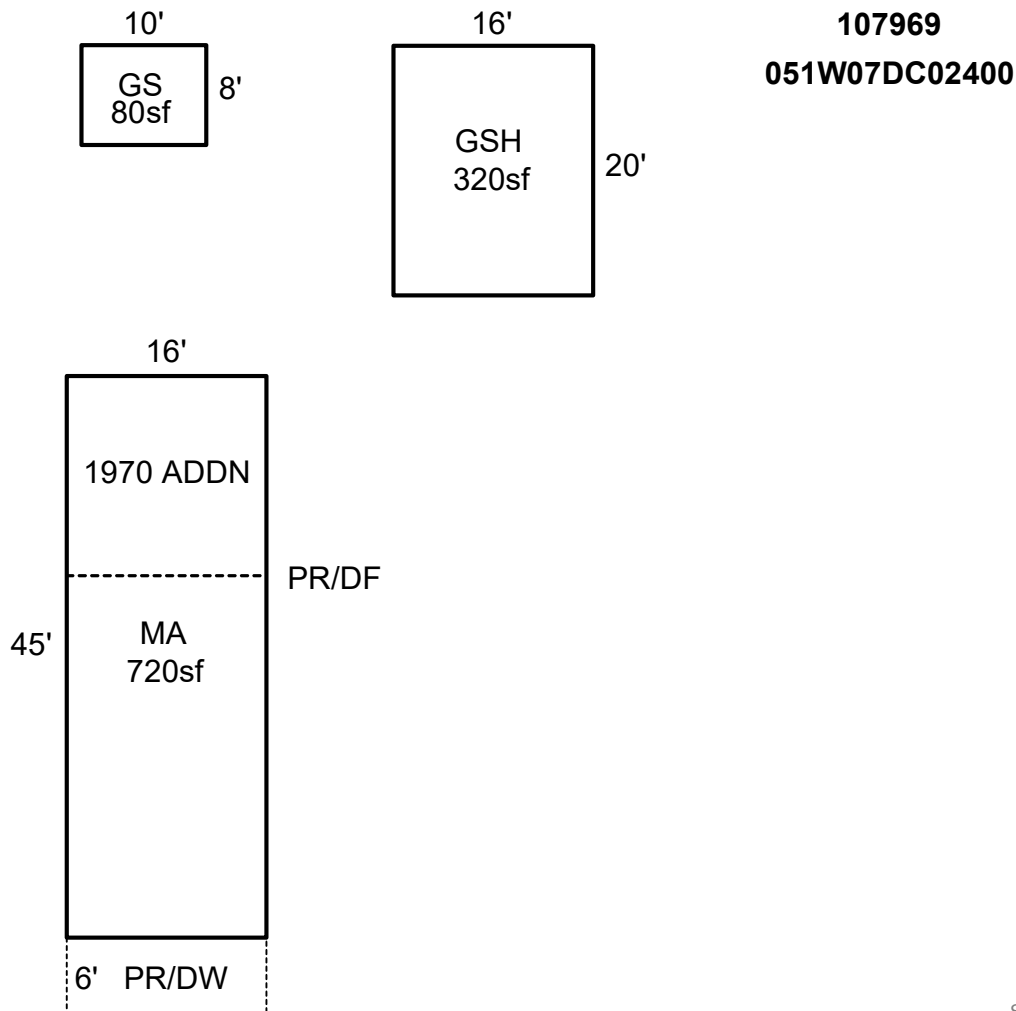 10'
GS
80sf
8'
16'
GSH
320sf
20'
107969
051W07DC02400
16'
1970 ADDN
PR/DF
45'
MA
720sf
6' PR/DW